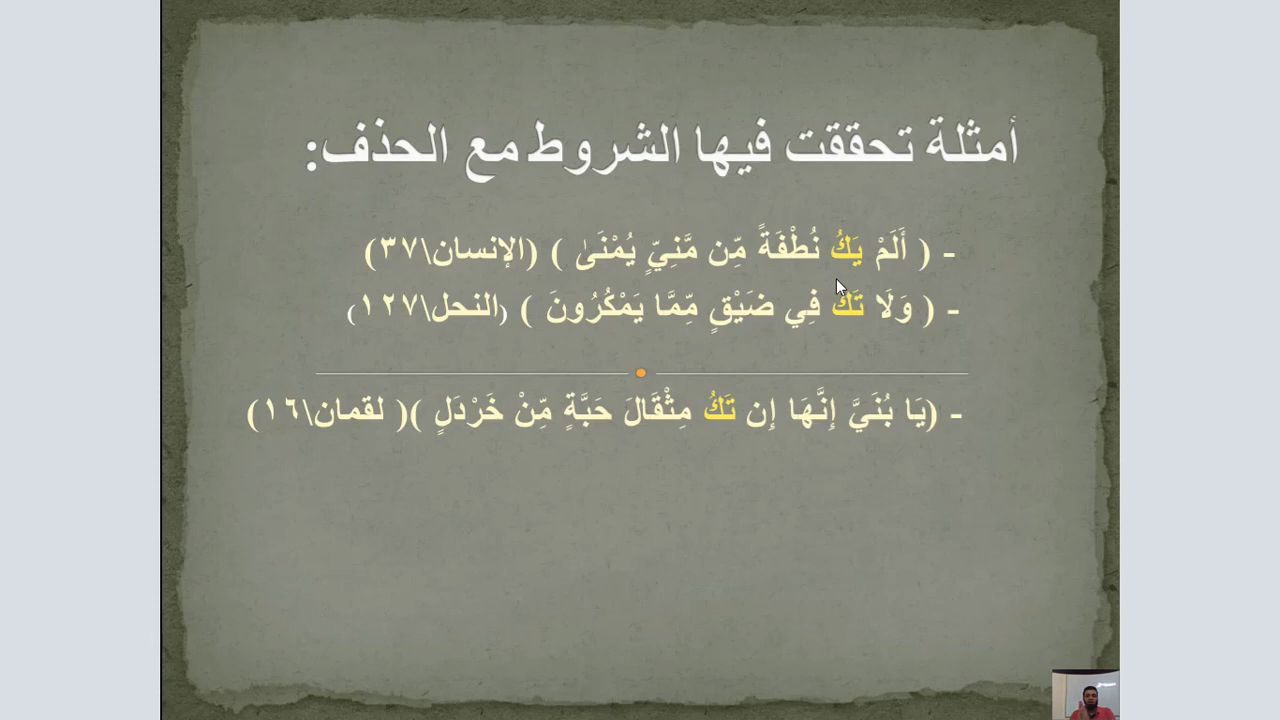 أمثلة تحققت فيها الشروط مع الحذف:
- ( أَلَمْ يَكُ نُطْفَةً مِّن مَّنِيٍّ يُمْنَىٰ ) (الإنسان\٣٧)
- ( وَلَا تَكُ فِي ضَيْقٍ مِّمَّا يَمْكُرُونَ ) (النحل\١٢٧)
- (يَا بُنَيَّ إِنَّهَا إِن تَكُ مِثْقَالَ حَبَّةٍ مِّنْ خَرْدَلٍ )( لقمان\١٦)